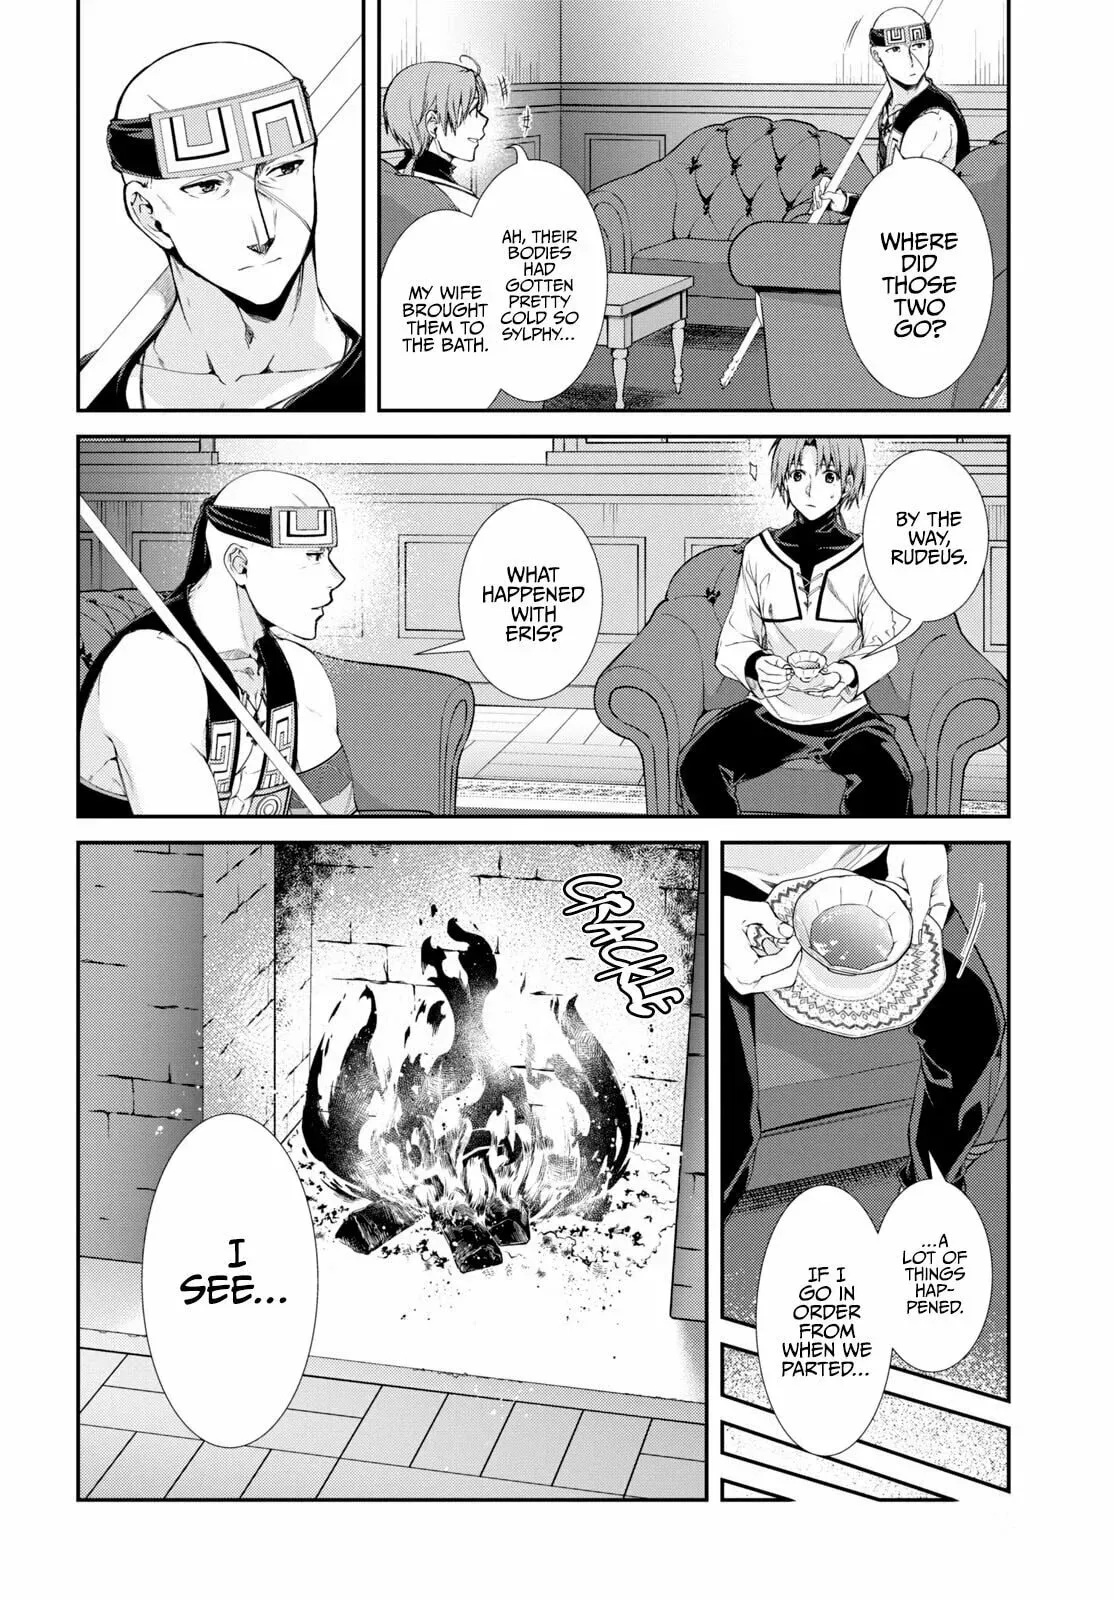 WHERE
DID
THOSE
TWO
GO?
AH, THEIR
BODIES
HAD
GOTTEN
PRETTY
COLD SO
SYLPHY...
MY WIFE
BROUGHT
THEM TO
THE BATH.
BY THE
WAY,
RUDEUS.
WHAT
HAPPENED
WITH
ERIS?
...A
LOT OF
THINGS
HAP-
PENED.
IF I
GO IN
ORDER
FROM
WHEN WE
PARTED...
CRACKLE
I
SEE...